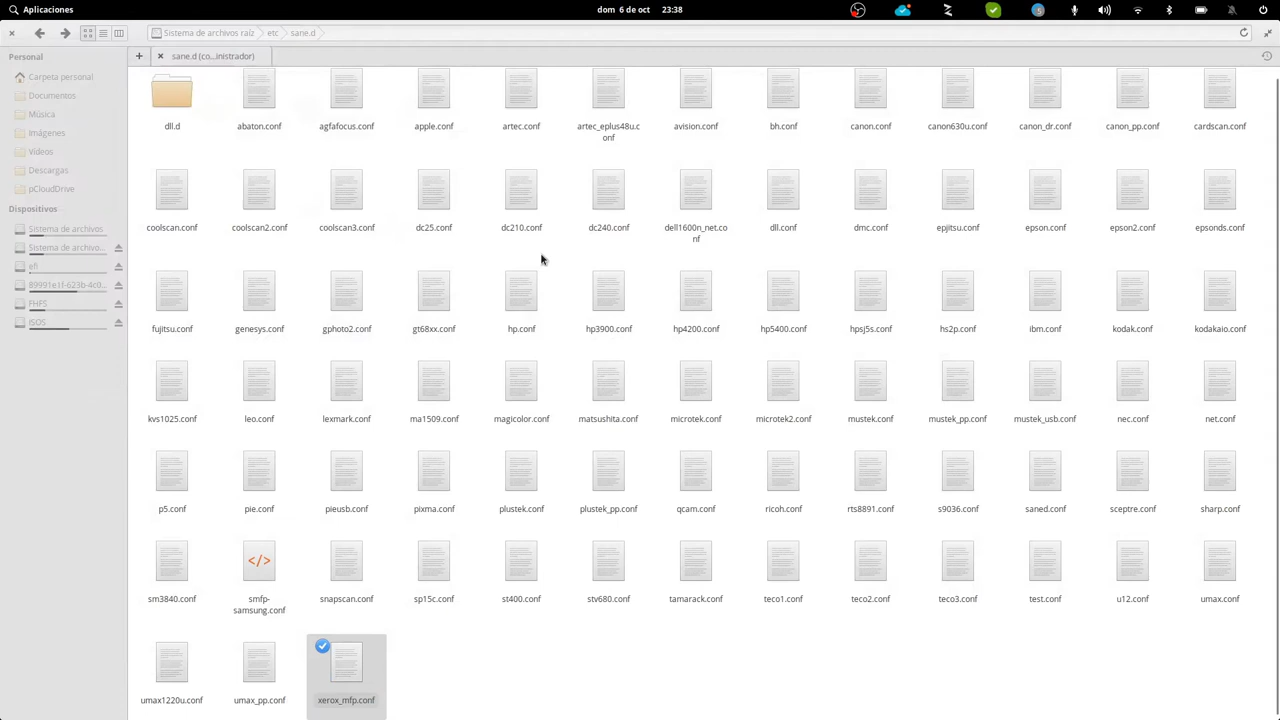 Aplicaciones
dom 6 de oct 23:38
Sistema de archivos raíz etc sane.d
sane.d (co...inistrador)
Personal
Carpeta personal
Documentos
Música
Imágenes
Vídeos
Descargas
pCloudDrive
Dispositivos
Sistema de archivos
Sistema de archivo...
efi
89991e1f-623b-4c0...
FHFS
iSOS
dll.d
abaton.conf
agfafocus.conf
apple.conf
artec.conf
artec_eplus48u.c
onf
avision.conf
bh.conf
canon.conf
canon630u.conf
canon_dr.conf
canon_pp.conf
cardscan.conf
coolscan.conf
coolscan2.conf
coolscan3.conf
dc25.conf
dc210.conf
dc240.conf
dell1600n_net.co
nf
dll.conf
dmc.conf
epjitsu.conf
epson.conf
epson2.conf
epsonds.conf
fujitsu.conf
genesys.conf
gphoto2.conf
gt68xx.conf
hp.conf
hp3900.conf
hp4200.conf
hp5400.conf
hpsj5s.conf
hs2p.conf
ibm.conf
kodak.conf
kodakaio.conf
kvs1025.conf
leo.conf
lexmark.conf
ma1509.conf
magicolor.conf
matsushita.conf
microtek.conf
microtek2.conf
mustek.conf
mustek_pp.conf
mustek_usb.conf
nec.conf
net.conf
p5.conf
pie.conf
pieusb.conf
pixma.conf
plustek.conf
plustek_pp.conf
qcam.conf
ricoh.conf
rts8891.conf
s9036.conf
saned.conf
sceptre.conf
sharp.conf
sm3840.conf
smfp-
samsung.conf
snapscan.conf
sp15c.conf
st400.conf
stv680.conf
tamarack.conf
teco1.conf
teco2.conf
teco3.conf
test.conf
u12.conf
umax.conf
umax1220u.conf
umax_pp.conf
xerox_mfp.conf